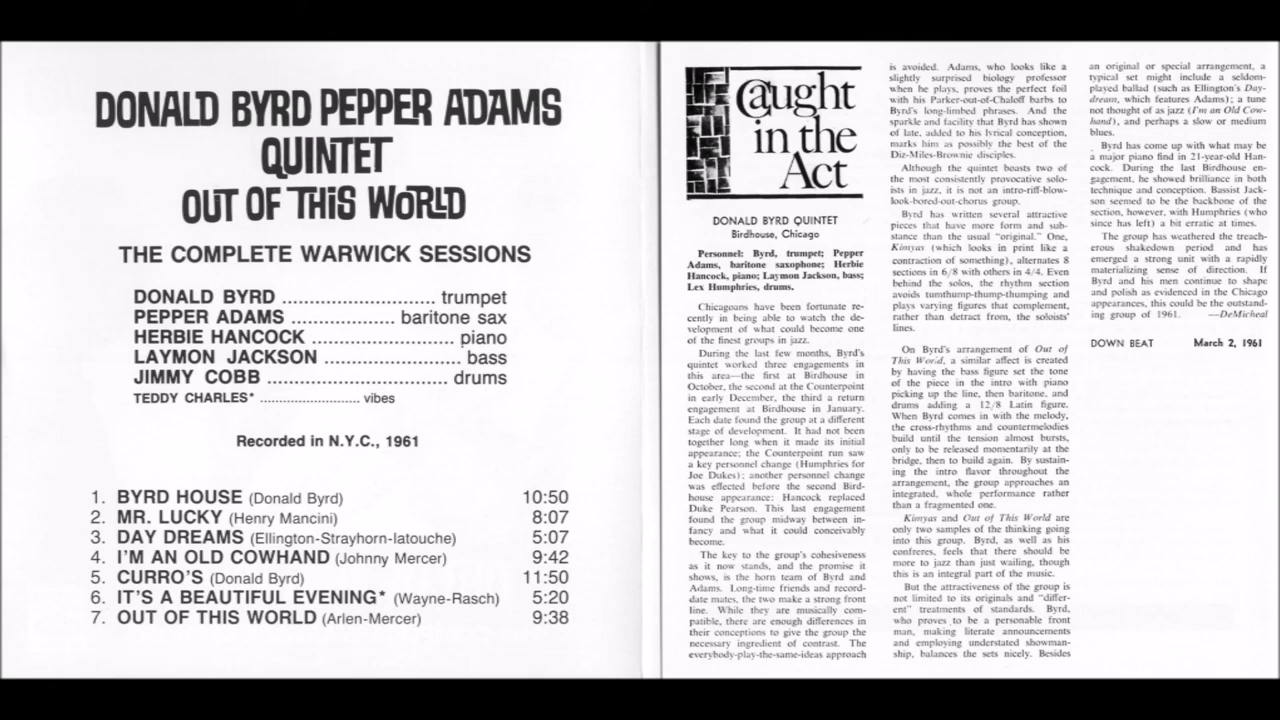 DONALD BYRD PEPPER ADAMS
QUINTET
OUT OF THIS WORLD
THE COMPLETE WARWICK SESSIONS
DONALD BYRD .............................. trumpet
PEPPER ADAMS .................... baritone sax
HERBIE HANCOCK ............................ piano
LAYMON JACKSON .......................... bass
JIMMY COBB .................................. drums
TEDDY CHARLES* .......................... vibes
Recorded in N.Y.C., 1961
1. BYRD HOUSE (Donald Byrd) 10:50
2. MR. LUCKY (Henry Mancini) 8:07
3. DAY DREAMS (Ellington-Strayhorn-latouche) 5:07
4. I'M AN OLD COWHAND (Johnny Mercer) 9:42
5. CURRO'S (Donald Byrd) 11:50
6. IT'S A BEAUTIFUL EVENING* (Wayne-Rasch) 5:20
7. OUT OF THIS WORLD (Arlen-Mercer) 9:38
Caught
in the
Act
DONALD BYRD QUINTET
Birdhouse, Chicago
Personnel: Byrd, trumpet; Pepper
Adams, baritone saxophone; Herbie
Hancock, piano; Laymon Jackson, bass;
Lex Humphries, drums.
Chicagoans have been fortunate re-
cently in being able to watch the de-
velopment of what could become one
of the finest groups in jazz.
During the last few months, Byrd's
quintet worked three engagements in
this area—the first at Birdhouse in
October, the second at the Counterpoint
in early December, the third a return
engagement at Birdhouse in January.
Each date found the group at a different
stage of development. It had not been
together long when it made its initial
appearance; the Counterpoint run saw
a key personnel change (Humphries for
Joe Dukes); another personnel change
was effected before the second Bird-
house appearance: Hancock replaced
Duke Pearson. This last engagement
found the group midway between in-
fancy and what it could conceivably
become.
The key to the group's cohesiveness
as it now stands, and the promise it
shows, is the horn team of Byrd and
Adams. Long-time friends and record-
date mates, the two make a strong front
line. While they are musically com-
patible, there are enough differences in
their conceptions to give the group the
necessary ingredient of contrast. The
everybody-play-the-same-ideas approach
is avoided. Adams, who looks like a
slightly surprised biology professor
when he plays, proves the perfect foil
with his Parker-out-of-Chaloff barbs to
Byrd's long-limbed phrases. And the
sparkle and facility that Byrd has shown
of late, added to his lyrical conception,
marks him as possibly the best of the
Diz-Miles-Brownie disciples.
Although the quintet boasts two of
the most consistently provocative solo-
ists in jazz, it is not an intro-riff-blow-
look-bored-out-chorus group.
Byrd has written several attractive
pieces that have more form and sub-
stance than the usual "original." One,
Kimyas (which looks in print like a
contraction of something), alternates 8
sections in 6/8 with others in 4/4. Even
behind the solos, the rhythm section
avoids tumthump-thump-thumping and
plays varying figures that complement,
rather than detract from, the soloists'
lines.
On Byrd's arrangement of Out of
This World, a similar affect is created
by having the bass figure set the tone
of the piece in the intro with piano
picking up the line, then baritone, and
drums adding a 12/8 Latin figure.
When Byrd comes in with the melody,
the cross-rhythms and countermelodies
build until the tension almost bursts,
only to be released momentarily at the
bridge, then to build again. By sustain-
ing the intro flavor throughout the
arrangement, the group approaches an
integrated, whole performance rather
than a fragmented one.
Kimyas and Out of This World are
only two samples of the thinking going
into this group. Byrd, as well as his
confreres, feels that there should be
more to jazz than just wailing, though
this is an integral part of the music.
But the attractiveness of the group is
not limited to its originals and "differ-
ent" treatments of standards. Byrd,
who proves to be a personable front
man, making literate announcements
and employing understated showman-
ship, balances the sets nicely. Besides
an original or special arrangement, a
typical set might include a seldom-
played ballad (such as Ellington's Day-
dream, which features Adams); a tune
not thought of as jazz (I'm an Old Cow-
hand), and perhaps a slow or medium
blues.
Byrd has come up with what may be
a major piano find in 21-year-old Han-
cock. During the last Birdhouse en-
gagement, he showed brilliance in both
technique and conception. Bassist Jack-
son seemed to be the backbone of the
section, however, with Humphries (who
since has left) a bit erratic at times.
The group has weathered the treach-
erous shakedown period and has
emerged a strong unit with a rapidly
materializing sense of direction. If
Byrd and his men continue to shape
and polish as evidenced in the Chicago
appearances, this could be the outstand-
ing group of 1961. —DeMicheal
DOWN BEAT March 2, 1961